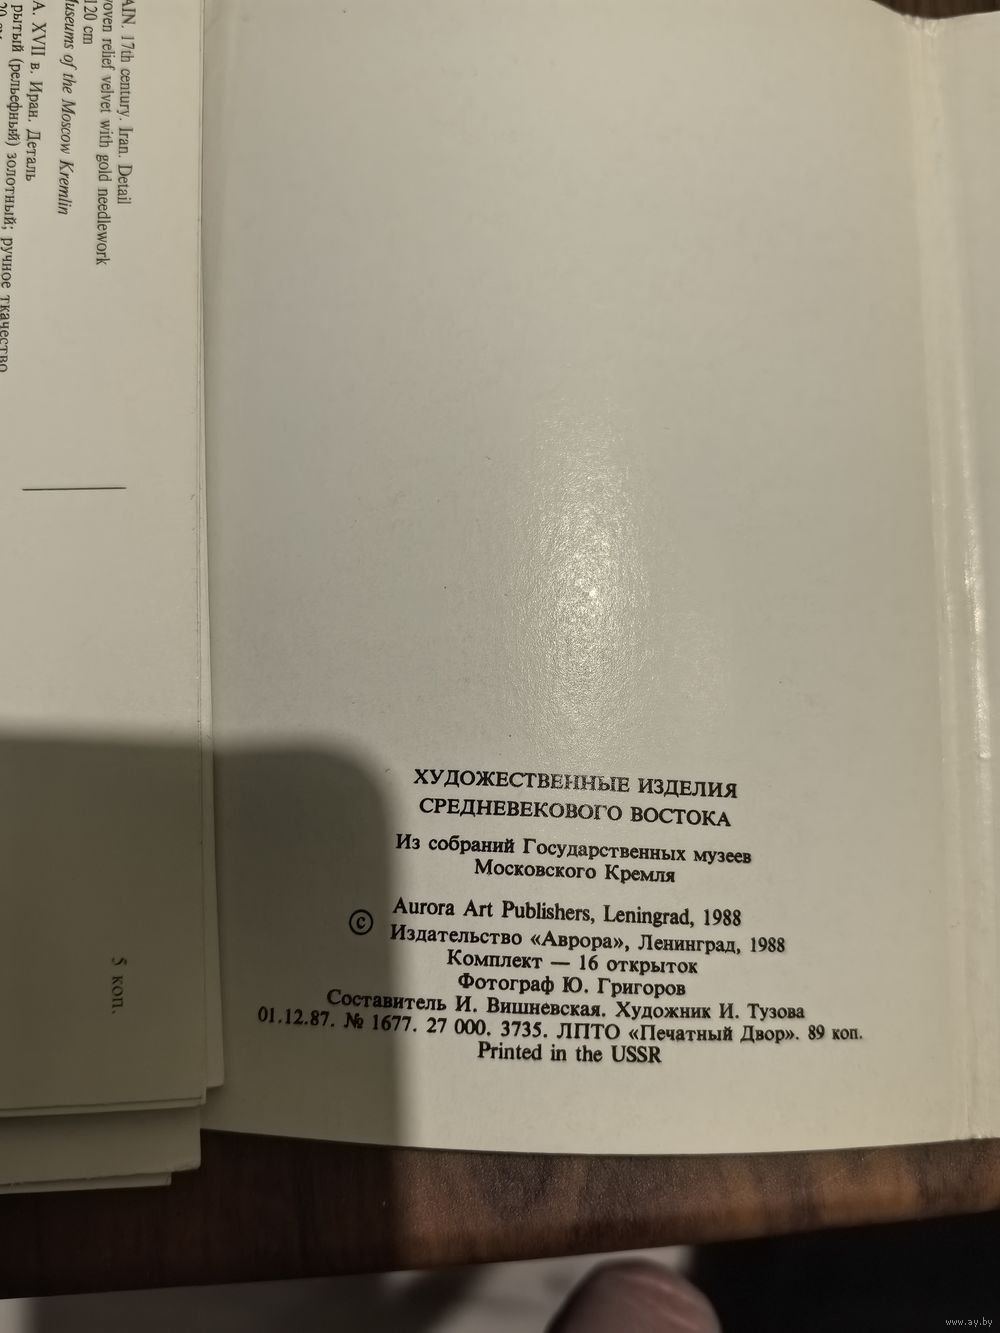 17th century. Iran. Detail
relief velvet with gold needlework
120 cm
Museums of the Moscow Kremlin
XVII в. Иран. Деталь
(рельефный) золотный; ручное ткачество
5 коп.
ХУДОЖЕСТВЕННЫЕ ИЗДЕЛИЯ
СРЕДНЕВЕКОВОГО ВОСТОКА
Из собраний Государственных музеев
Московского Кремля
© Aurora Art Publishers, Leningrad, 1988
Издательство «Аврора», Ленинград, 1988
Комплект — 16 открыток
Фотограф Ю. Григоров
Составитель И. Вишневская. Художник И. Тузова
01.12.87. № 1677. 27 000. 3735. ЛПТО «Печатный Двор». 89 коп.
Printed in the USSR
www.ay.by